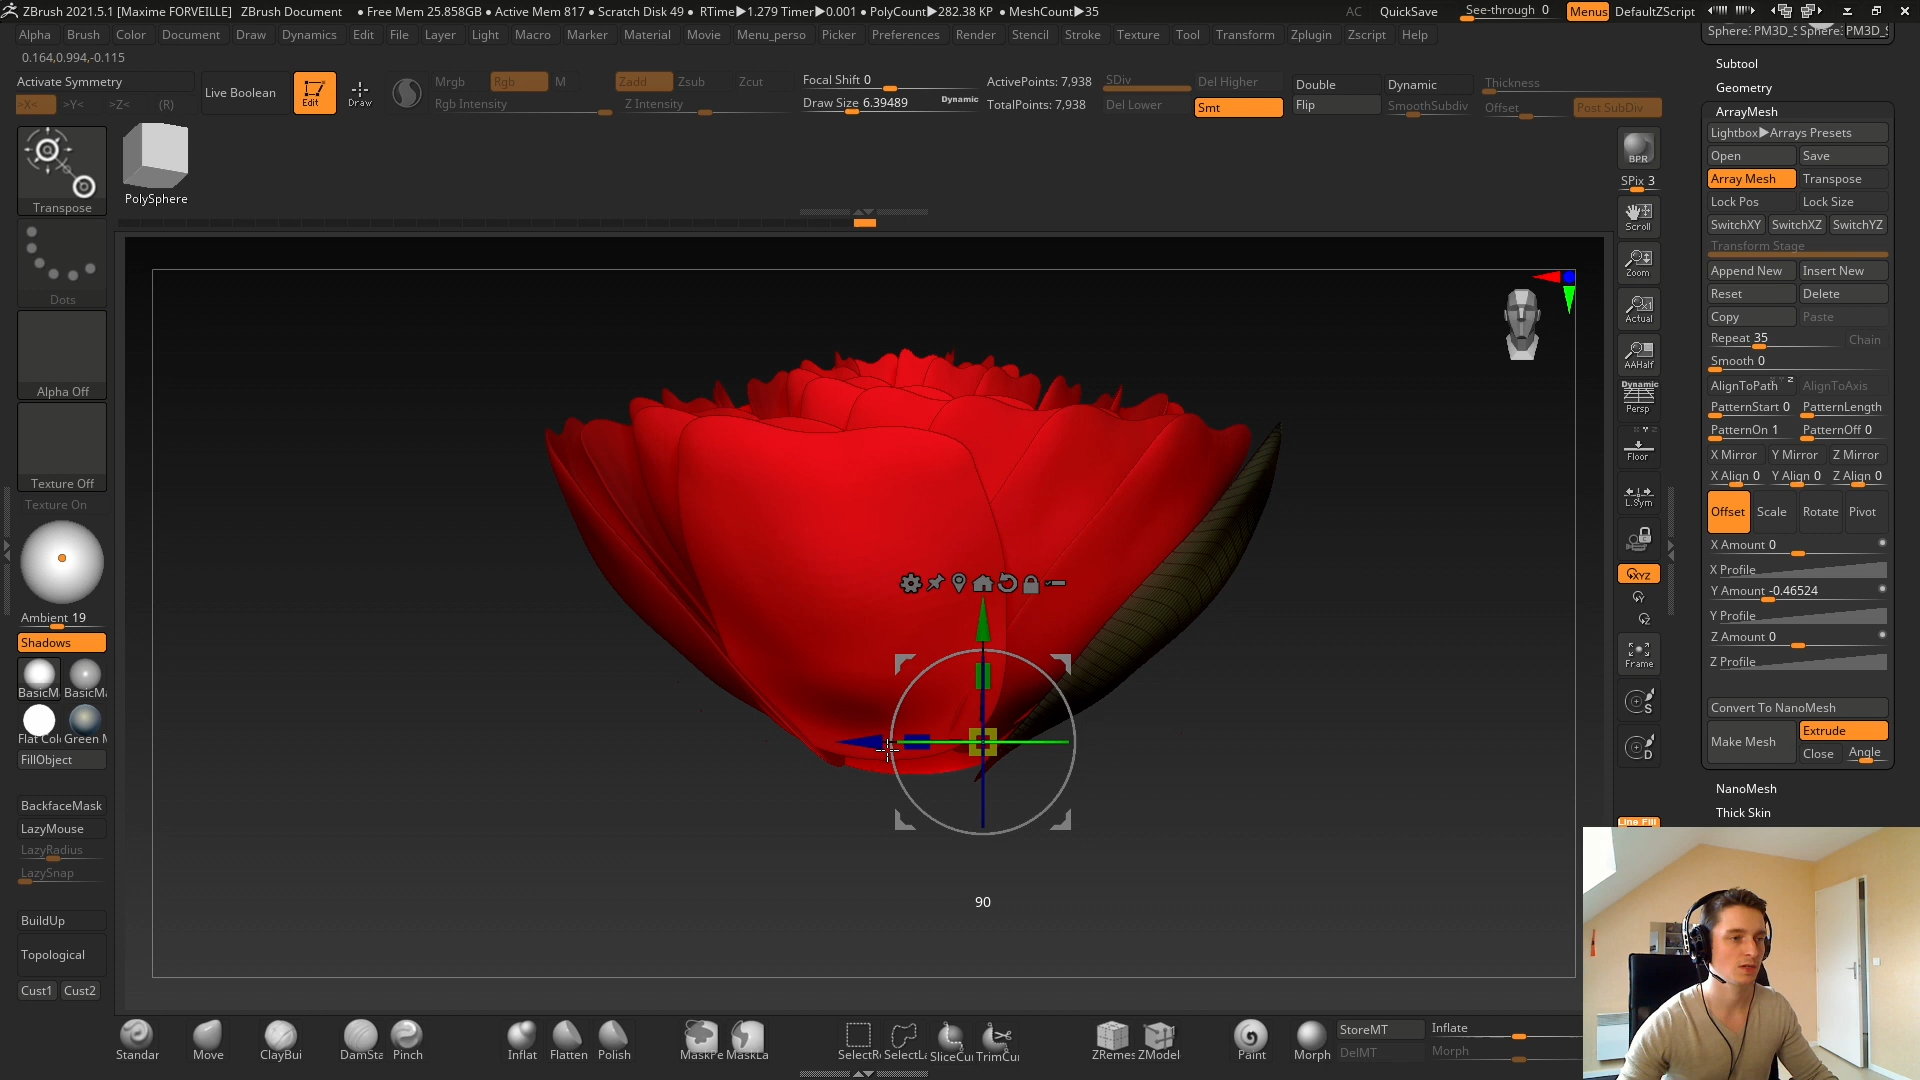 ZBrush 2021.5.1 [Maxime FORVEILLE] ZBrush Document ● Free Mem 25.858GB ● Active Mem 817 ● Scratch Disk 49 ● RTime▶1.279 Timer▶0.001 ● PolyCount▶282.38 KP ● MeshCount▶35 AC QuickSave See-through 0 Menus DefaultZScript
Alpha Brush Color Document Draw Dynamics Edit File Layer Light Macro Marker Material Movie Menu_perso Picker Preferences Render Stencil Stroke Texture Tool Transform Zplugin Zscript Help
0.164,0.994,-0.115
Activate Symmetry
>X< >Y< >Z< (R)
Live Boolean
Edit
Draw
Mrgb Rgb M
Rgb Intensity
Zadd Zsub Zcut
Z Intensity
Focal Shift 0
Draw Size 6.39489 Dynamic
ActivePoints: 7,938
TotalPoints: 7,938
SDiv Del Higher
Del Lower Smt
Double
Flip
Dynamic
SmoothSubdiv
Thickness
Offset Post SubDiv
Transpose
PolySphere
Dots
Alpha Off
Texture Off
Texture On
Ambient 19
Shadows
BasicMa BasicMa
Flat Colo Green M
FillObject
BackfaceMask
LazyMouse
LazyRadius
LazySnap
BuildUp
Topological
Cust1 Cust2
90
BPR
SPix 3
Scroll
Zoom
Actual
AAHalf
Dynamic
Persp
Floor
L.Sym
XYZ
Y
Z
Frame
S
D
Line Fill
Sphere: PM3D_S Sphere: PM3D_S
Subtool
Geometry
ArrayMesh
Lightbox▶Arrays Presets
Open Save
Array Mesh Transpose
Lock Pos Lock Size
SwitchXY SwitchXZ SwitchYZ
Transform Stage
Append New Insert New
Reset Delete
Copy Paste
Repeat 35 Chain
Smooth 0
AlignToPath AlignToAxis
PatternStart 0 PatternLength
PatternOn 1 PatternOff 0
X Mirror Y Mirror Z Mirror
X Align 0 Y Align 0 Z Align 0
Offset Scale Rotate Pivot
X Amount 0
X Profile
Y Amount -0.46524
Y Profile
Z Amount 0
Z Profile
Convert To NanoMesh
Make Mesh Extrude
Close Angle
NanoMesh
Thick Skin
Standar Move ClayBui DamSta Pinch Inflat Flatten Polish MaskPe MaskLa SelectRe SelectLa SliceCur TrimCur ZRemes ZModel Paint Morph
StoreMT
DelMT
Inflate
Morph